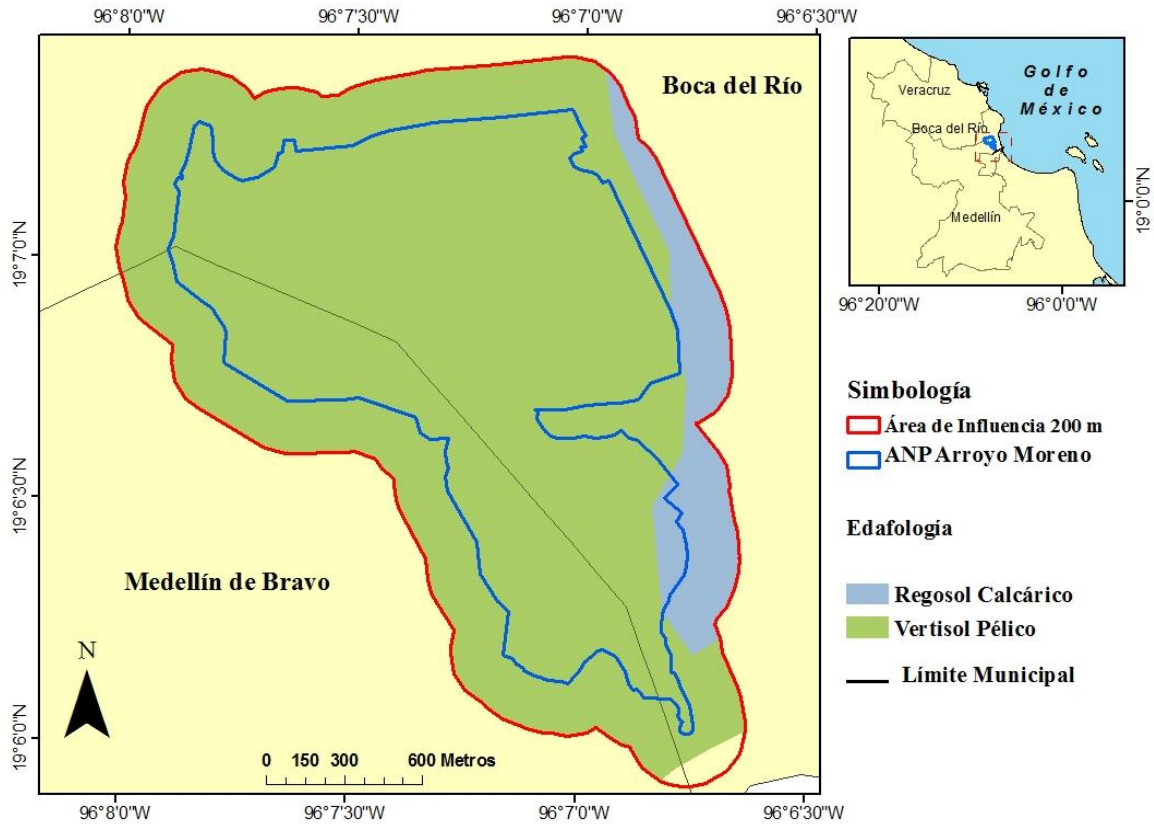 96°8'0"W 96°7'30"W 96°7'0"W 96°6'30"W
Boca del Río
Medellín de Bravo
N
0 150 300 600 Metros
19°7'0"N
19°6'30"N
19°6'0"N
96°8'0"W 96°7'30"W 96°7'0"W 96°6'30"W
Golfo
de
México
Veracruz
Boca del Río
Medellín
19°0'0"N
96°20'0"W 96°0'0"W
Simbología
Área de Influencia 200 m
ANP Arroyo Moreno
Edafología
Regosol Calcárico
Vertisol Pélico
Límite Municipal